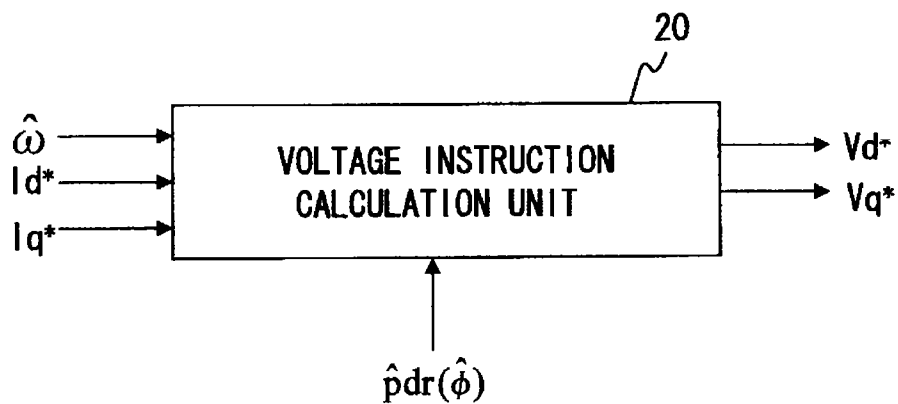 20
ω̂
Id*
Iq*
VOLTAGE INSTRUCTION
CALCULATION UNIT
Vd*
Vq*
p̂dr(φ̂)